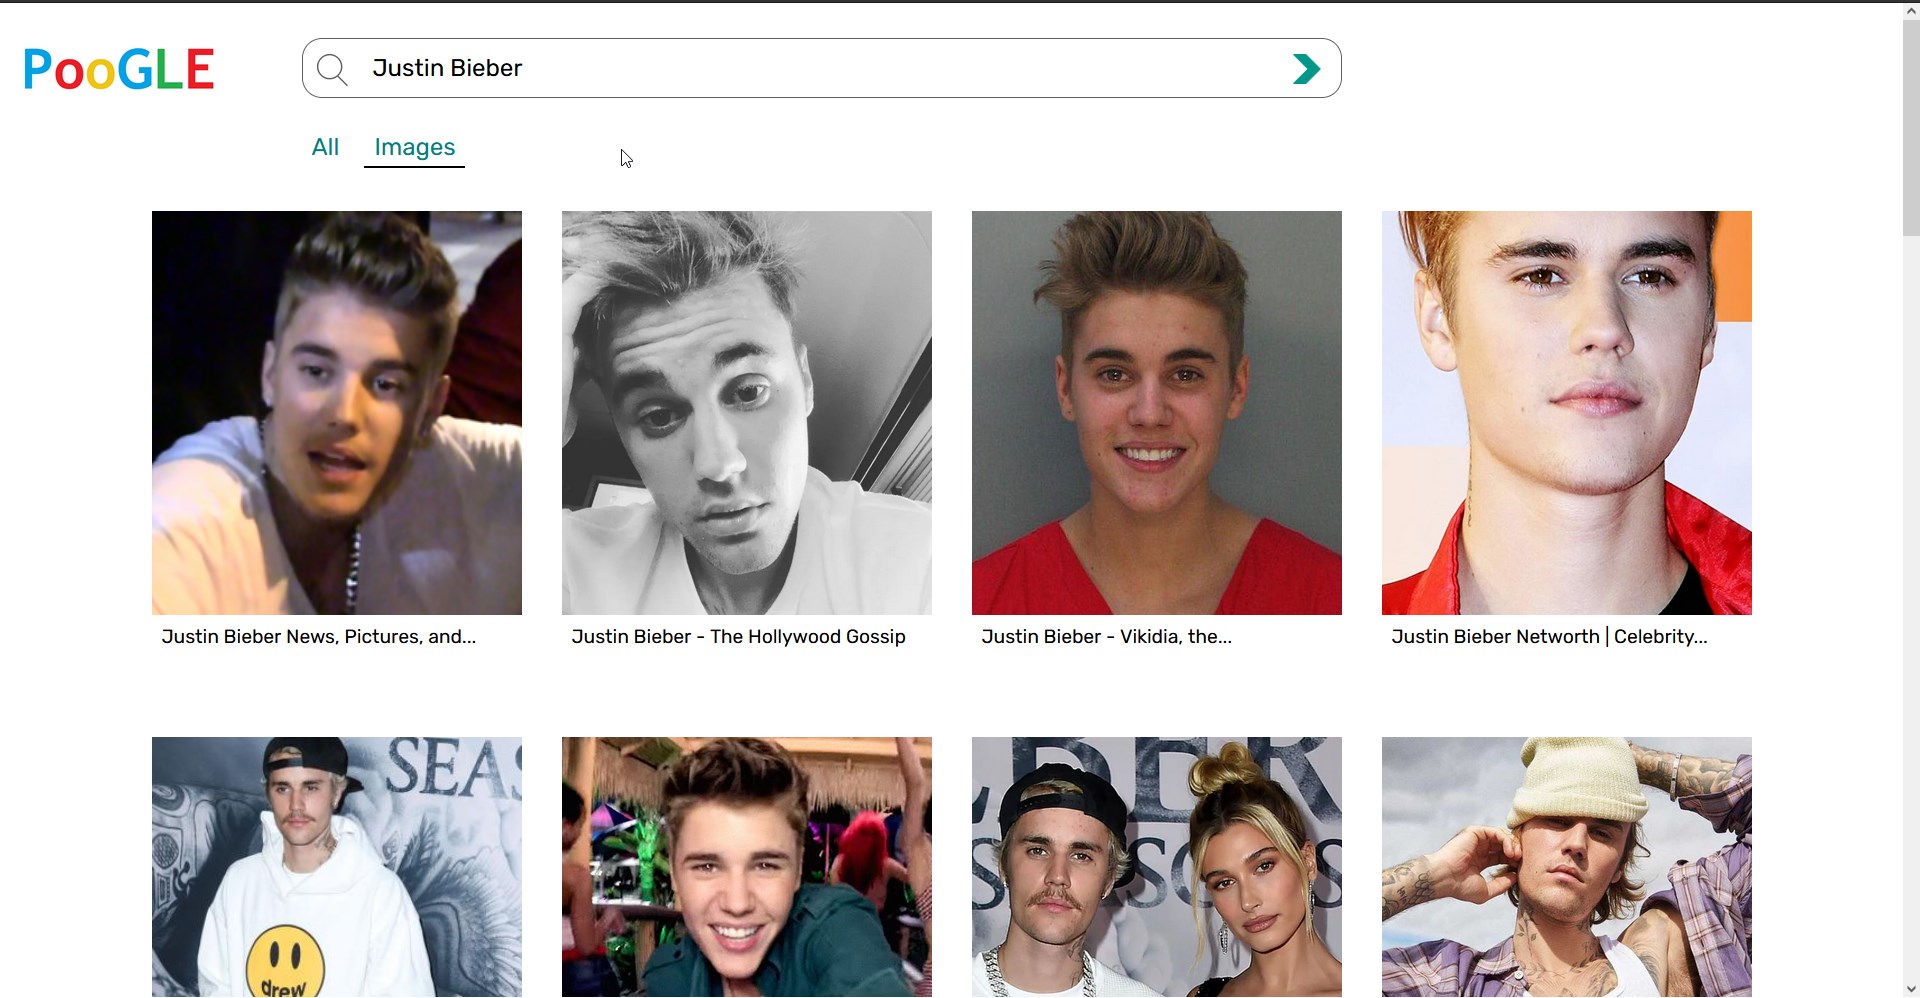 PooGLE
Justin Bieber
All Images
Justin Bieber News, Pictures, and...
Justin Bieber - The Hollywood Gossip
Justin Bieber - Vikidia, the...
Justin Bieber Networth | Celebrity...
SEAS
drew